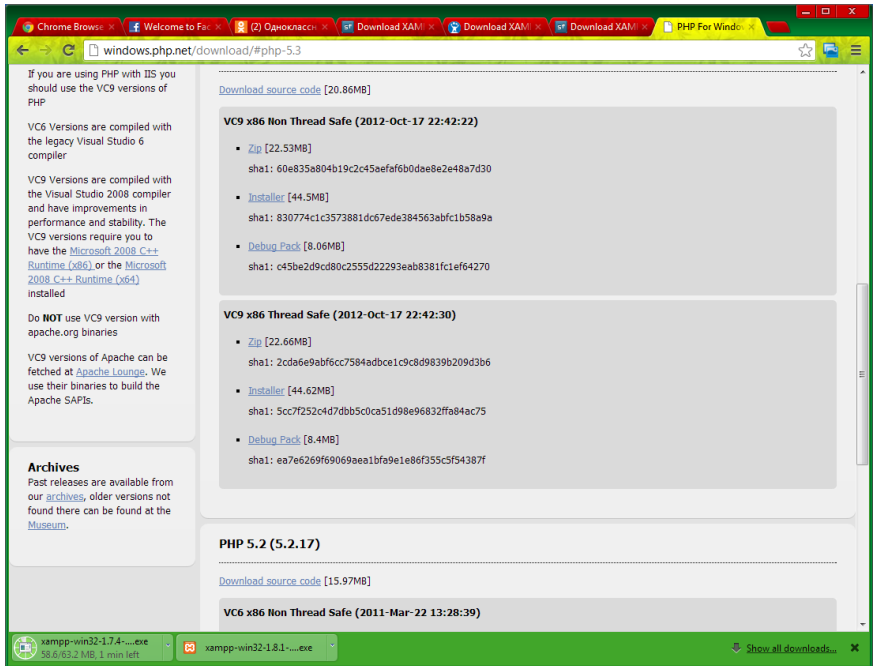 Chrome Browse
Welcome to Fac
(2) Одноклассн
Download XAM
Download XAM
Download XAM
PHP For Windo
windows.php.net/download/#php-5.3
If you are using PHP with IIS you
should use the VC9 versions of
PHP
VC6 Versions are compiled with
the legacy Visual Studio 6
compiler
VC9 Versions are compiled with
the Visual Studio 2008 compiler
and have improvements in
performance and stability. The
VC9 versions require you to
have the Microsoft 2008 C++
Runtime (x86) or the Microsoft
2008 C++ Runtime (x64)
installed
Do NOT use VC9 version with
apache.org binaries
VC9 versions of Apache can be
fetched at Apache Lounge. We
use their binaries to build the
Apache SAPIs.
Archives
Past releases are available from
our archives, older versions not
found there can be found at the
Museum.
Download source code [20.86MB]
VC9 x86 Non Thread Safe (2012-Oct-17 22:42:22)
Zip [22.53MB]
sha1: 60e835a804b19c2c45aefaf6b0dae8e2e48a7d30
Installer [44.5MB]
sha1: 830774c1c3573881dc67ede384563abfc1b58a9a
Debug Pack [8.06MB]
sha1: c45be2d9cd80c2555d22293eab8381fc1ef64270
VC9 x86 Thread Safe (2012-Oct-17 22:42:30)
Zip [22.66MB]
sha1: 2cda6e9abf6cc7584adbce1c9c8d9839b209d3b6
Installer [44.62MB]
sha1: 5cc7f252c4d7dbb5c0ca51d98e96832ffa84ac75
Debug Pack [8.4MB]
sha1: ea7e6269f69069aea1bfa9e1e86f355c5f54387f
PHP 5.2 (5.2.17)
Download source code [15.97MB]
VC6 x86 Non Thread Safe (2011-Mar-22 13:28:39)
xampp-win32-1.7.4-....exe
58.6/63.2 MB, 1 min left
xampp-win32-1.8.1-....exe
Show all downloads...